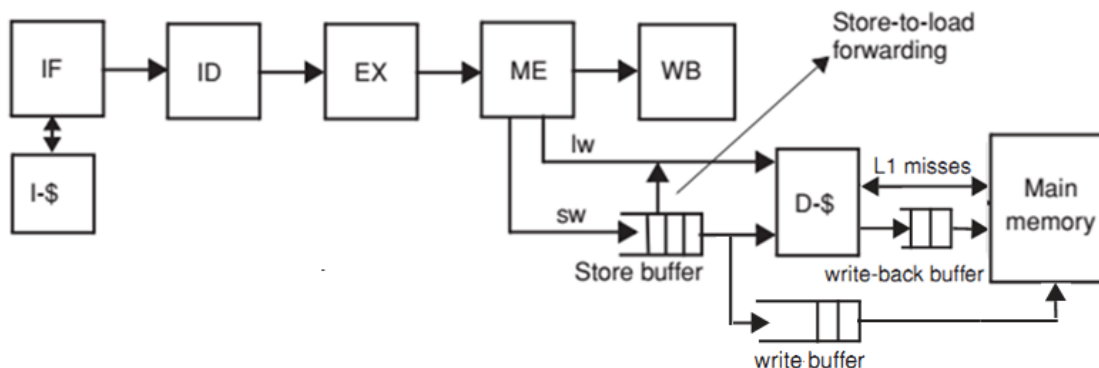 Store-to-load
forwarding
IF
ID
EX
ME
WB
lw
I-$
sw
D-$
L1 misses
Main
memory
Store buffer
write-back buffer
write buffer